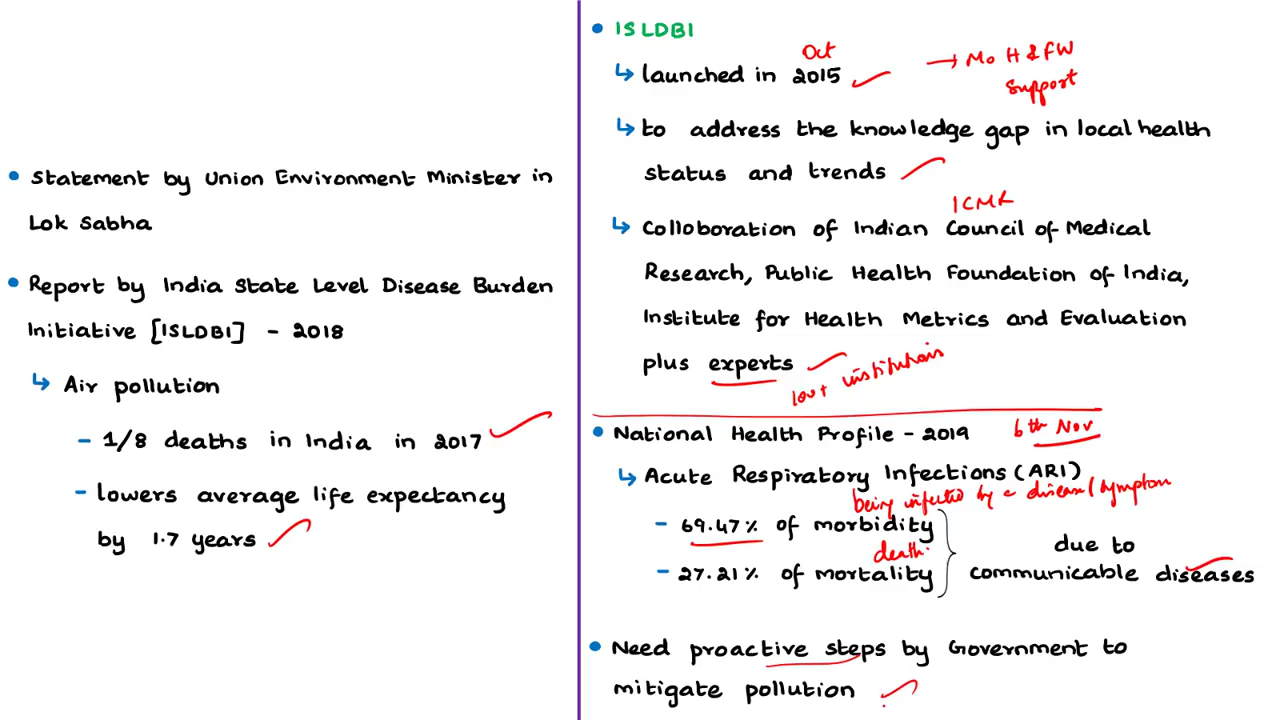 • Statement by Union Environment Minister in
Lok Sabha
• Report by India State Level Disease Burden
Initiative [ISLDBI] - 2018
↳ Air pollution
- 1/8 deaths in India in 2017
- lowers average life expectancy
by 1.7 years
• ISLDBI
Oct
↳ launched in 2015
→ Mo H & FW
Support
↳ to address the knowledge gap in local health
status and trends
ICMR
↳ Colloboration of Indian Council of Medical
Research, Public Health Foundation of India,
Institute for Health Metrics and Evaluation
plus experts
100+ institutions
• National Health Profile - 2019
6th Nov
↳ Acute Respiratory Infections (ARI)
being infected by a disease/symptom
- 69.47% of morbidity
death
- 27.21% of mortality
due to
communicable diseases
• Need proactive steps by Government to
mitigate pollution